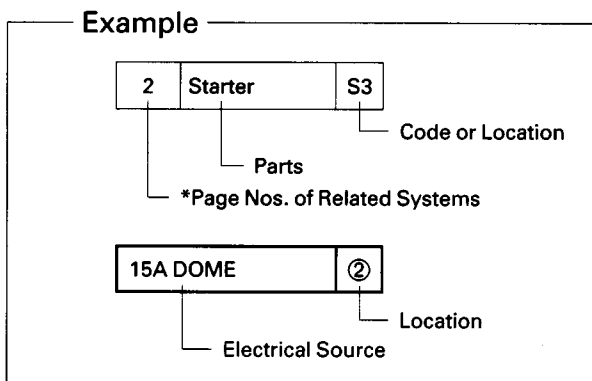 Example
2 Starter S3
Code or Location
Parts
*Page Nos. of Related Systems
15A DOME ②
Location
Electrical Source